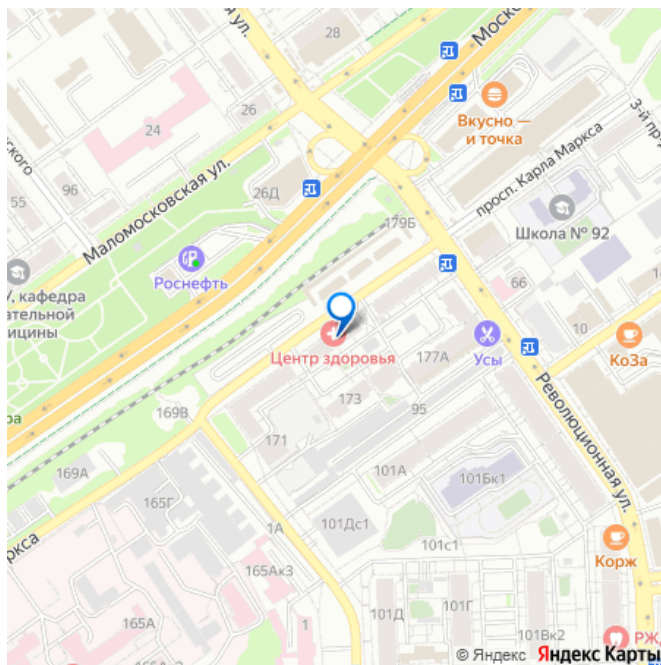 28
Моско
Вкусно —
и точка
26
24
ского
96
55
Маломосковская ул.
26Д
3-й пр
просп. Карла Маркса
179Б
Школа № 92
Роснефть
У, кафедра
ательной
ицины
66
10
Центр здоровья
177А
Усы
КоЗа
173
95
169В
171
Революционная ул.
169А
165Г
101А
101Бк1
101Дс1
1А
101с1
ркса
Корж
165Ак3
101Д
101Г
165А
1
101Вк2
РЖД
© Яндекс Яндекс Карты